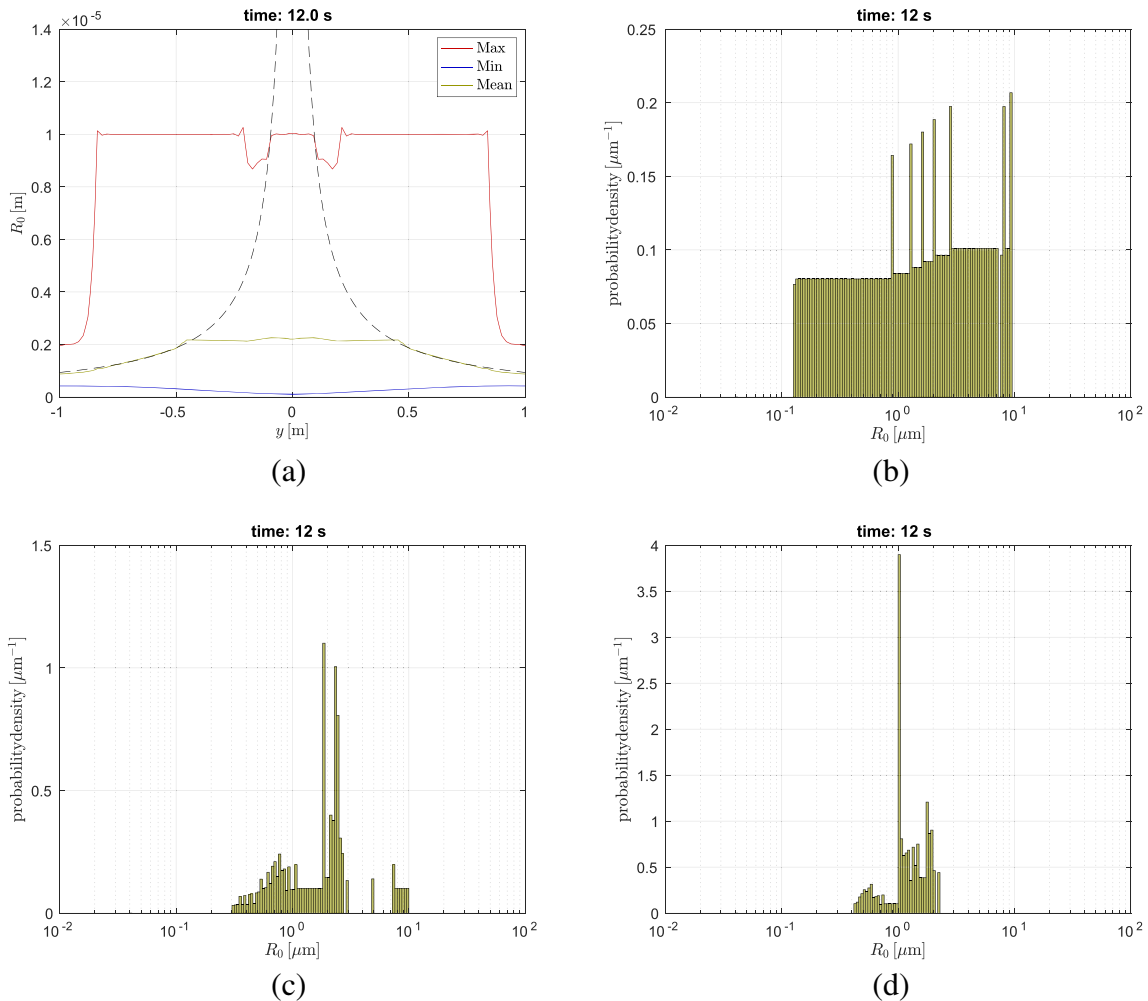 time: 12.0 s
×10⁻⁵
1.4
1.2
1
0.8
0.6
0.4
0.2
0
R₀ [m]
Max
Min
Mean
-1
-0.5
0
0.5
1
y [m]
(a)
time: 12 s
0.25
0.2
0.15
0.1
0.05
0
probabilitydensity [μm⁻¹]
10⁻²
10⁻¹
10⁰
10¹
10²
R₀ [μm]
(b)
time: 12 s
1.5
1
0.5
0
probabilitydensity [μm⁻¹]
10⁻²
10⁻¹
10⁰
10¹
10²
R₀ [μm]
(c)
time: 12 s
4
3.5
3
2.5
2
1.5
1
0.5
0
probabilitydensity [μm⁻¹]
10⁻²
10⁻¹
10⁰
10¹
10²
R₀ [μm]
(d)